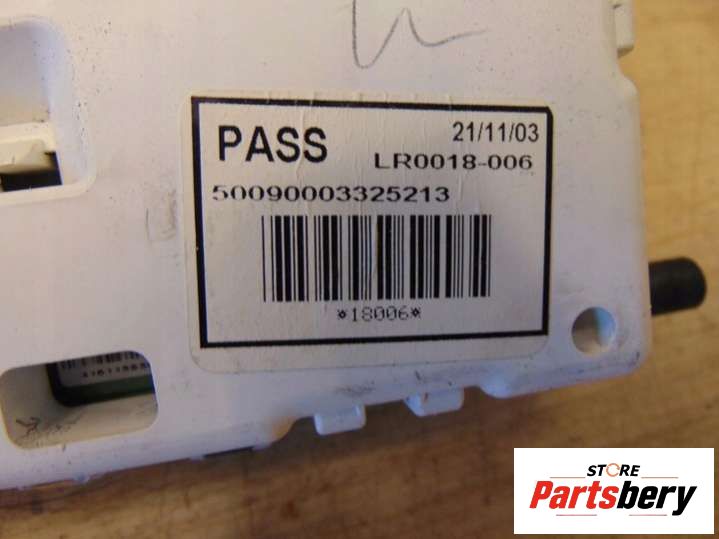 PASS
21/11/03
LR0018-006
50090003325213
*18006*
STORE
Partsbery